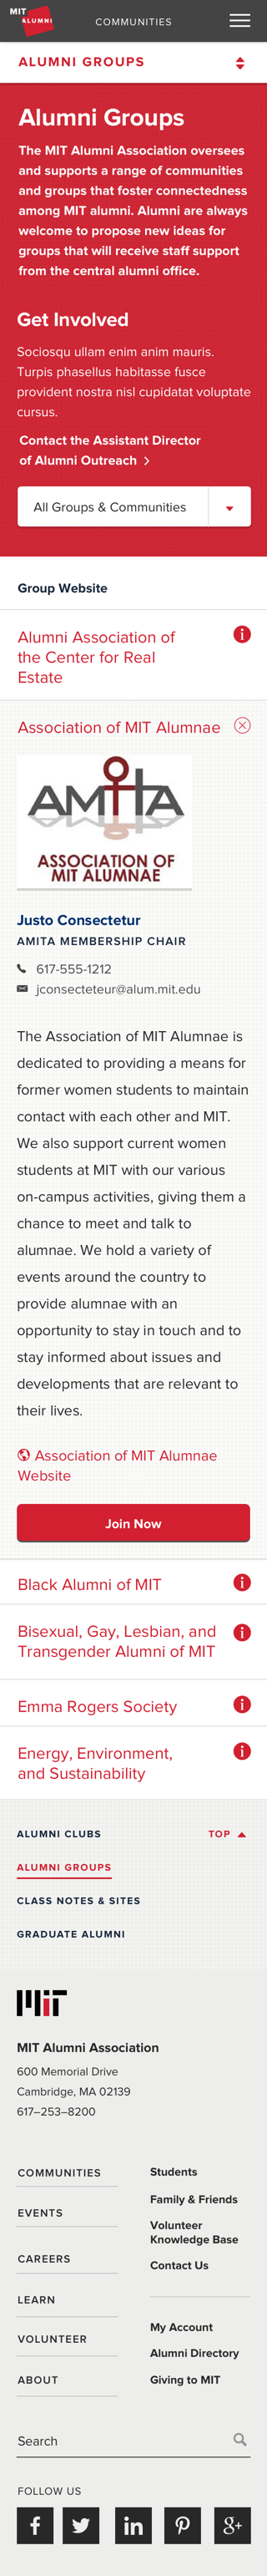 MIT
ALUMNI
COMMUNITIES
ALUMNI GROUPS
Alumni Groups
The MIT Alumni Association oversees
and supports a range of communities
and groups that foster connectedness
among MIT alumni. Alumni are always
welcome to propose new ideas for
groups that will receive staff support
from the central alumni office.
Get Involved
Sociosqu ullam enim anim mauris.
Turpis phasellus habitasse fusce
provident nostra nisl cupidatat voluptate
cursus.
Contact the Assistant Director
of Alumni Outreach
All Groups & Communities
Group Website
Alumni Association of
the Center for Real
Estate
Association of MIT Alumnae
AMITA
ASSOCIATION OF
MIT ALUMNAE
Justo Consectetur
AMITA MEMBERSHIP CHAIR
617-555-1212
jconsecteteur@alum.mit.edu
The Association of MIT Alumnae is
dedicated to providing a means for
former women students to maintain
contact with each other and MIT.
We also support current women
students at MIT with our various
on-campus activities, giving them a
chance to meet and talk to
alumnae. We hold a variety of
events around the country to
provide alumnae with an
opportunity to stay in touch and to
stay informed about issues and
developments that are relevant to
their lives.
Association of MIT Alumnae
Website
Join Now
Black Alumni of MIT
Bisexual, Gay, Lesbian, and
Transgender Alumni of MIT
Emma Rogers Society
Energy, Environment,
and Sustainability
ALUMNI CLUBS
TOP
ALUMNI GROUPS
CLASS NOTES & SITES
GRADUATE ALUMNI
MIT
MIT Alumni Association
600 Memorial Drive
Cambridge, MA 02139
617–253–8200
COMMUNITIES
EVENTS
CAREERS
LEARN
VOLUNTEER
ABOUT
Students
Family & Friends
Volunteer
Knowledge Base
Contact Us
My Account
Alumni Directory
Giving to MIT
Search
FOLLOW US